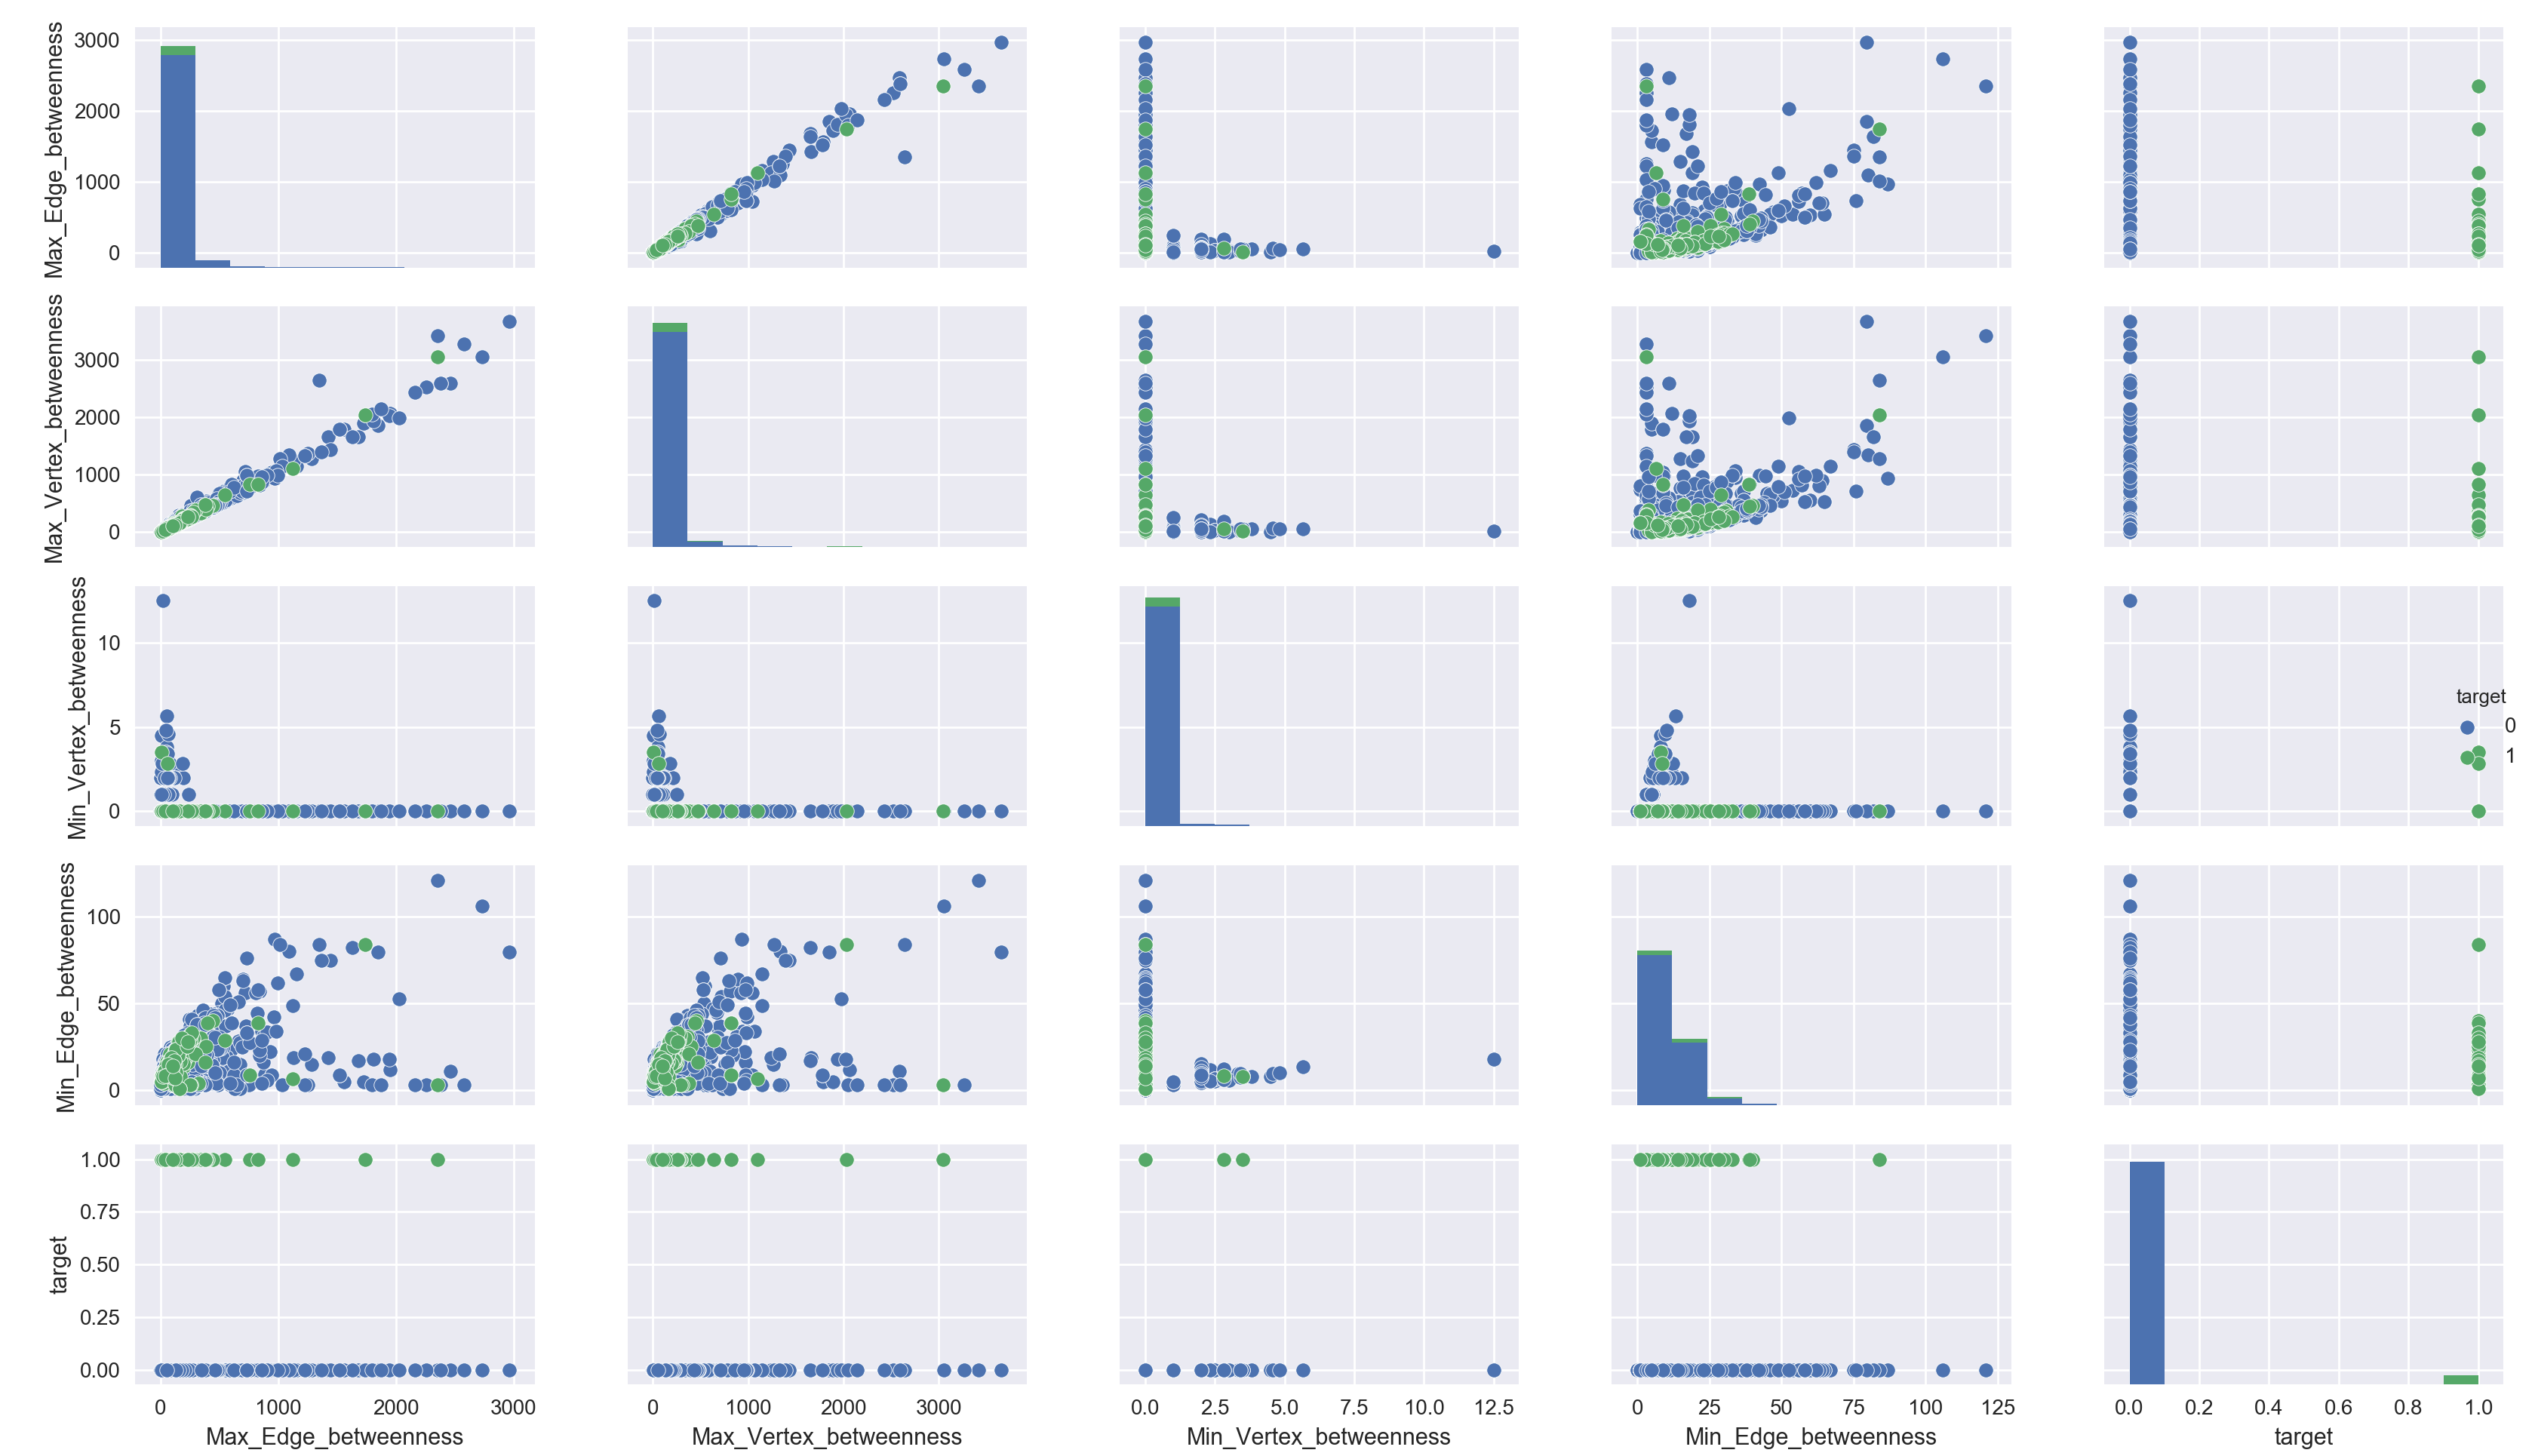 Max_Edge_betweenness
3000
2000
1000
0
Max_Vertex_betweenness
3000
2000
1000
0
Min_Vertex_betweenness
10
5
0
target
0
1
Min_Edge_betweenness
100
50
0
target
1.00
0.75
0.50
0.25
0.00
0 1000 2000 3000 0 1000 2000 3000 0.0 2.5 5.0 7.5 10.0 12.5 0 25 50 75 100 125 0.0 0.2 0.4 0.6 0.8 1.0
Max_Edge_betweenness Max_Vertex_betweenness Min_Vertex_betweenness Min_Edge_betweenness target